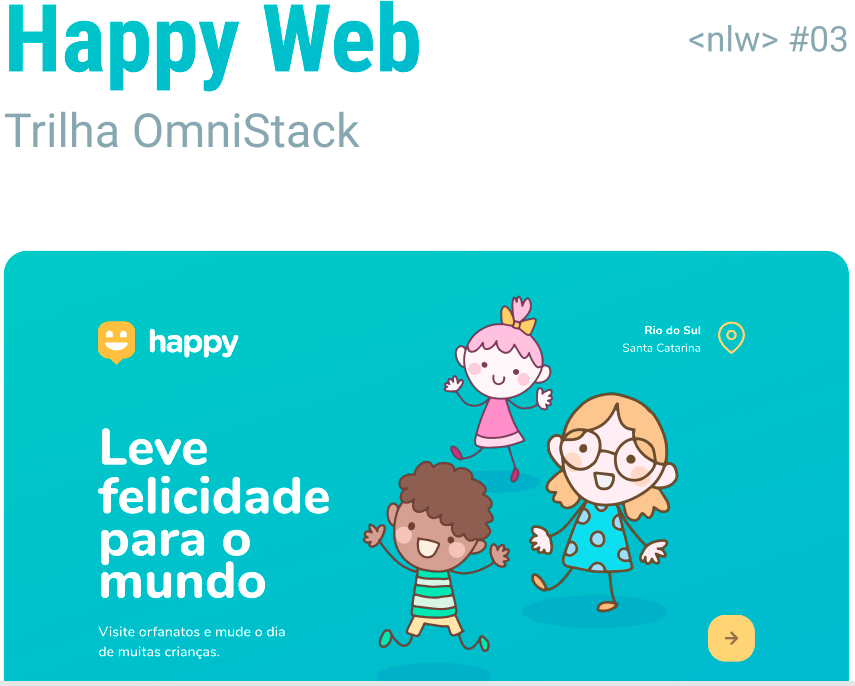 Happy Web
<nlw> #03
Trilha OmniStack
happy
Rio do Sul
Santa Catarina
Leve
felicidade
para o
mundo
Visite orfanatos e mude o dia
de muitas crianças.